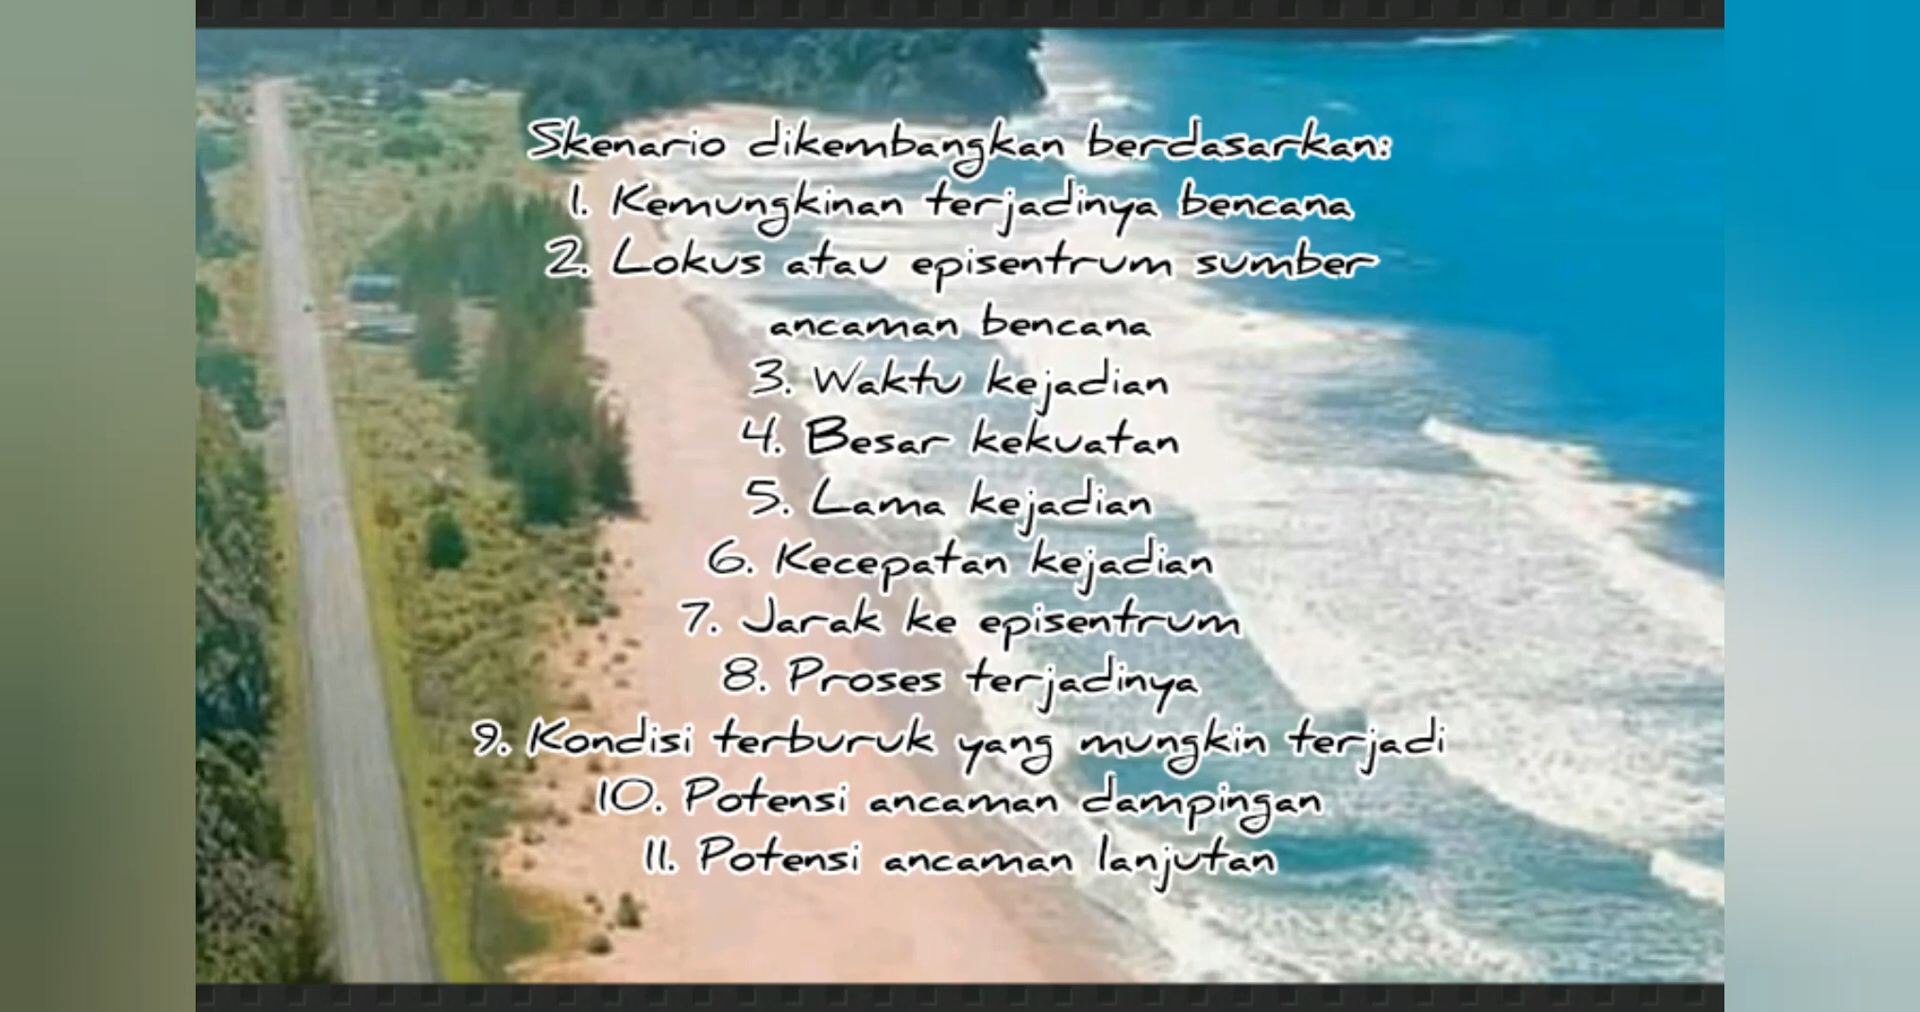 Skenario dikembangkan berdasarkan:
1. Kemungkinan terjadinya bencana
2. Lokus atau episentrum sumber
ancaman bencana
3. Waktu kejadian
4. Besar kekuatan
5. Lama kejadian
6. Kecepatan kejadian
7. Jarak ke episentrum
8. Proses terjadinya
9. Kondisi terburuk yang mungkin terjadi
10. Potensi ancaman dampingan
11. Potensi ancaman lanjutan